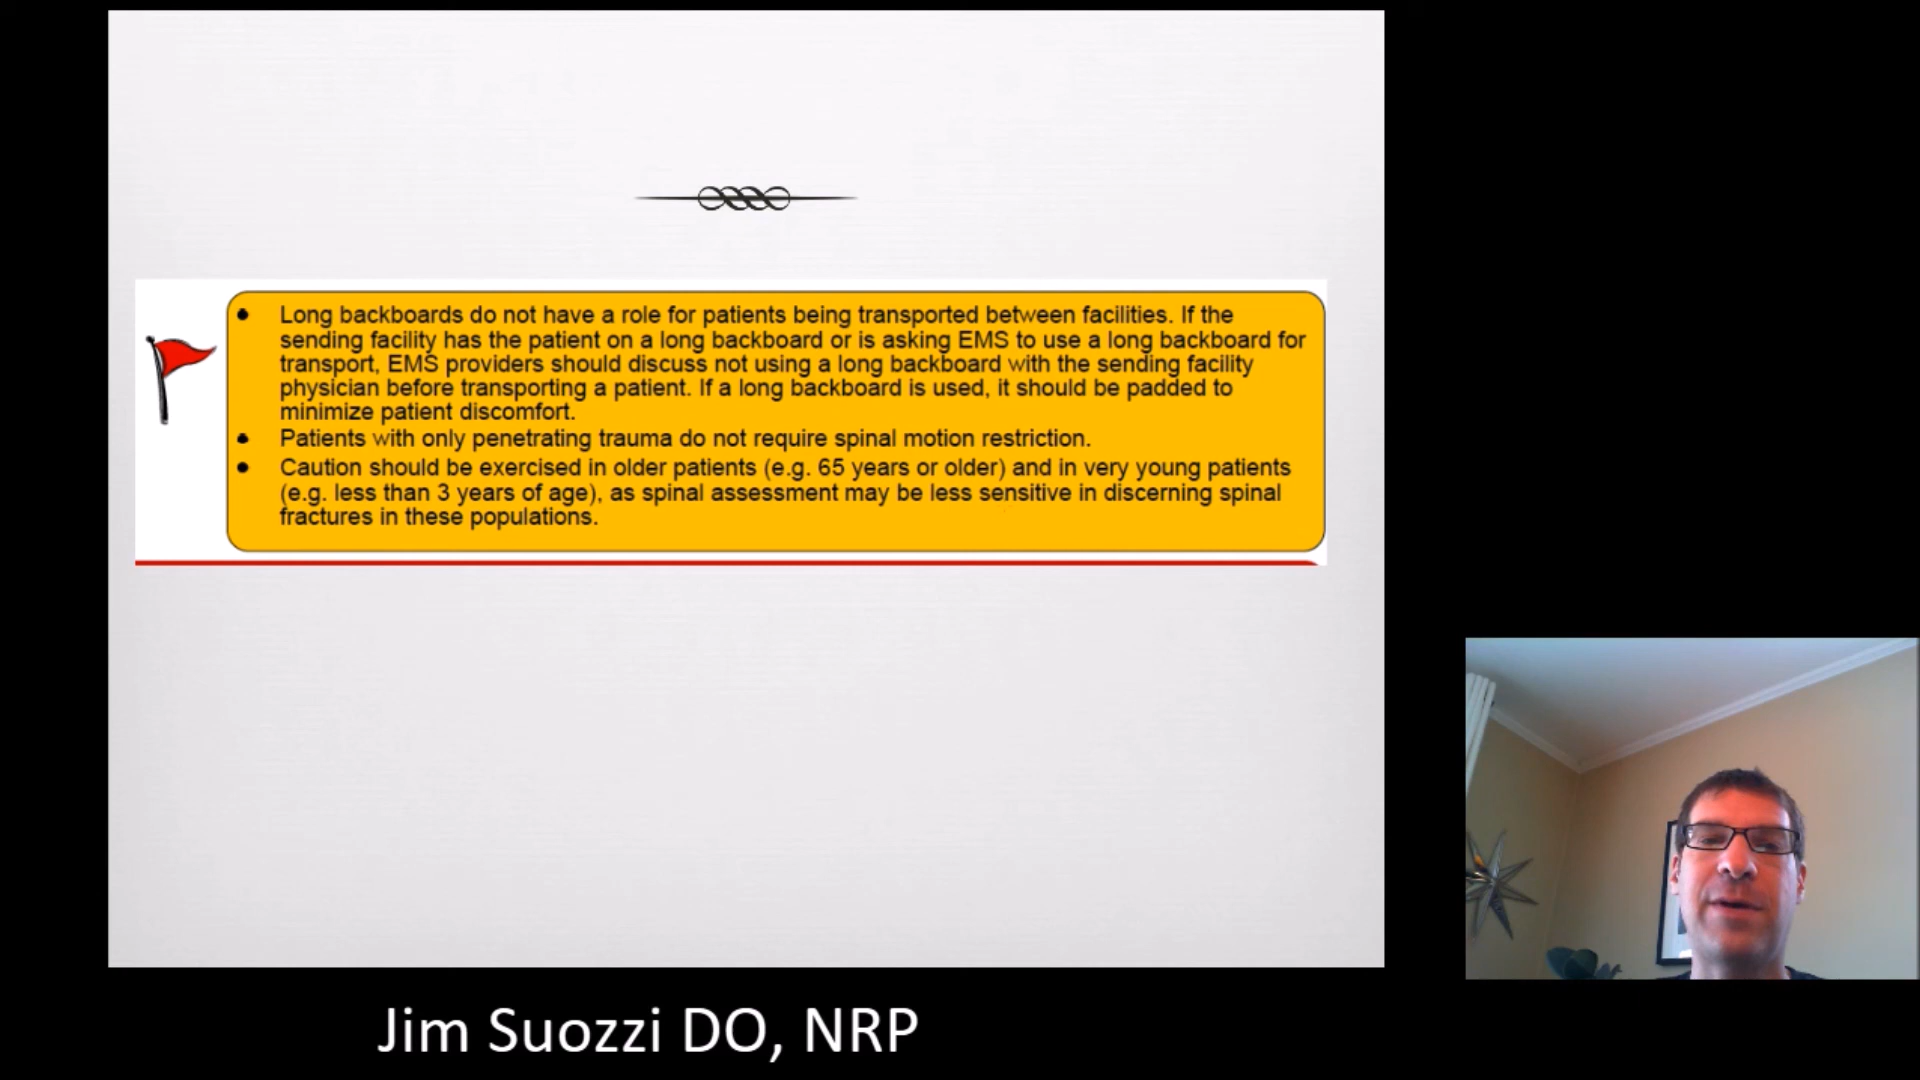 ● Long backboards do not have a role for patients being transported between facilities. If the
sending facility has the patient on a long backboard or is asking EMS to use a long backboard for
transport, EMS providers should discuss not using a long backboard with the sending facility
physician before transporting a patient. If a long backboard is used, it should be padded to
minimize patient discomfort.
● Patients with only penetrating trauma do not require spinal motion restriction.
● Caution should be exercised in older patients (e.g. 65 years or older) and in very young patients
(e.g. less than 3 years of age), as spinal assessment may be less sensitive in discerning spinal
fractures in these populations.
Jim Suozzi DO, NRP